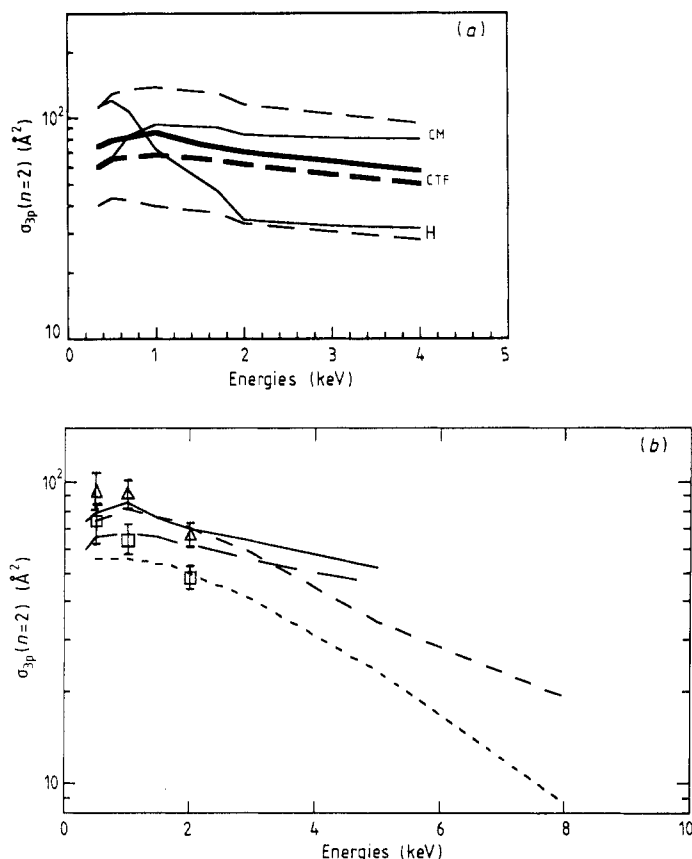 (a)
10²
CM
CTF
H
10
σ₃ₚ(n=2) (Å²)
0 1 2 3 4 5
Energies (keV)
(b)
10²
σ₃ₚ(n=2) (Å²)
10
0 2 4 6 8 10
Energies (keV)